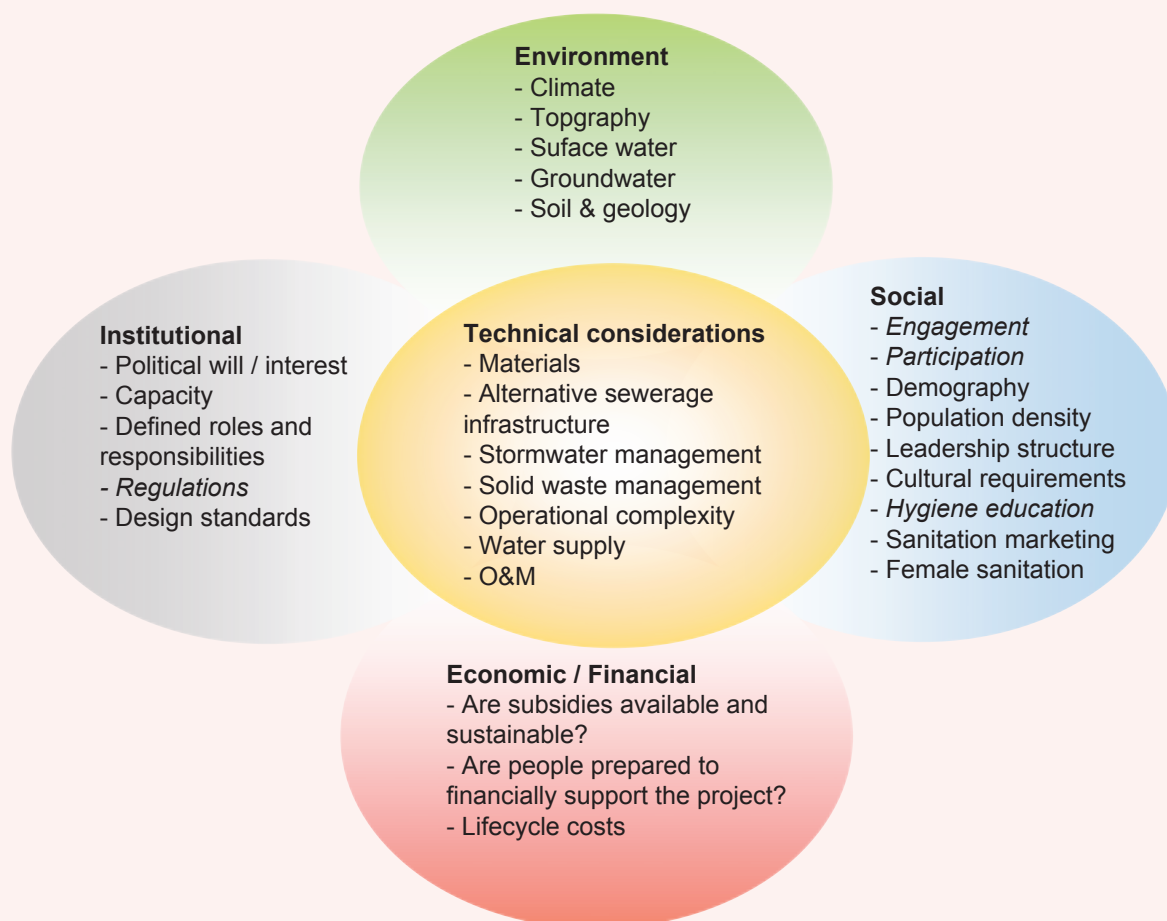 Environment
- Climate
- Topgraphy
- Suface water
- Groundwater
- Soil & geology
Institutional
- Political will / interest
- Capacity
- Defined roles and
responsibilities
- Regulations
- Design standards
Technical considerations
- Materials
- Alternative sewerage
infrastructure
- Stormwater management
- Solid waste management
- Operational complexity
- Water supply
- O&M
Social
- Engagement
- Participation
- Demography
- Population density
- Leadership structure
- Cultural requirements
- Hygiene education
- Sanitation marketing
- Female sanitation
Economic / Financial
- Are subsidies available and
sustainable?
- Are people prepared to
financially support the project?
- Lifecycle costs